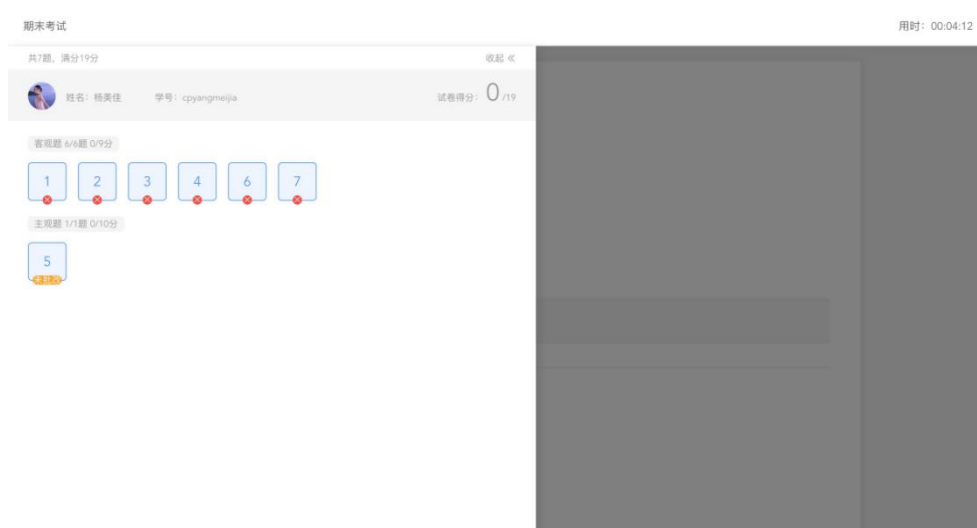 期末考试
用时：00:04:12
共7题，满分19分
收起 《
姓名：杨美佳 学号：cpyangmeijia 试卷得分：0/19
客观题 6/6题 0/9分
1 2 3 4 6 7
主观题 1/1题 0/10分
5
未批改